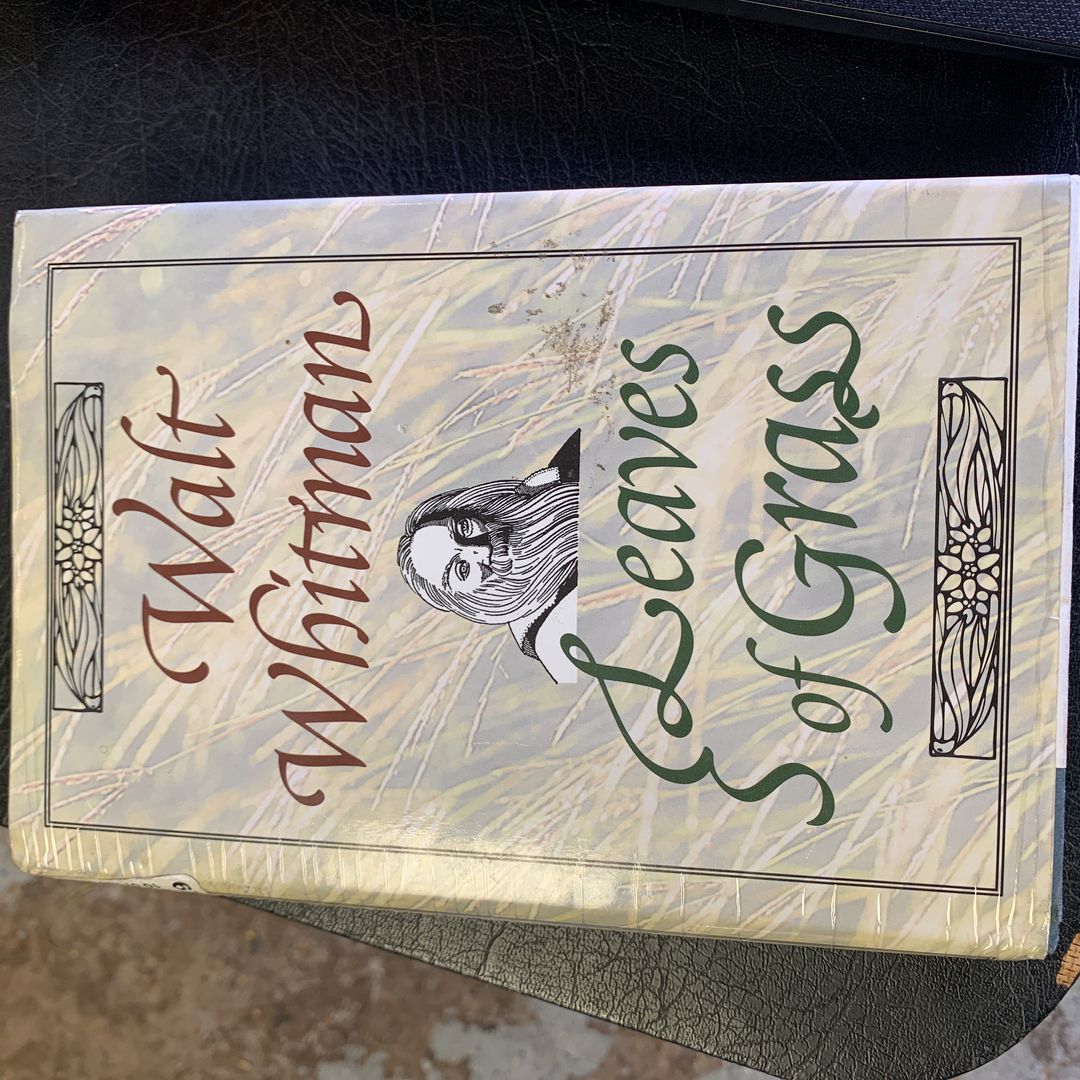 Walt
Whitman
Leaves
of Grass